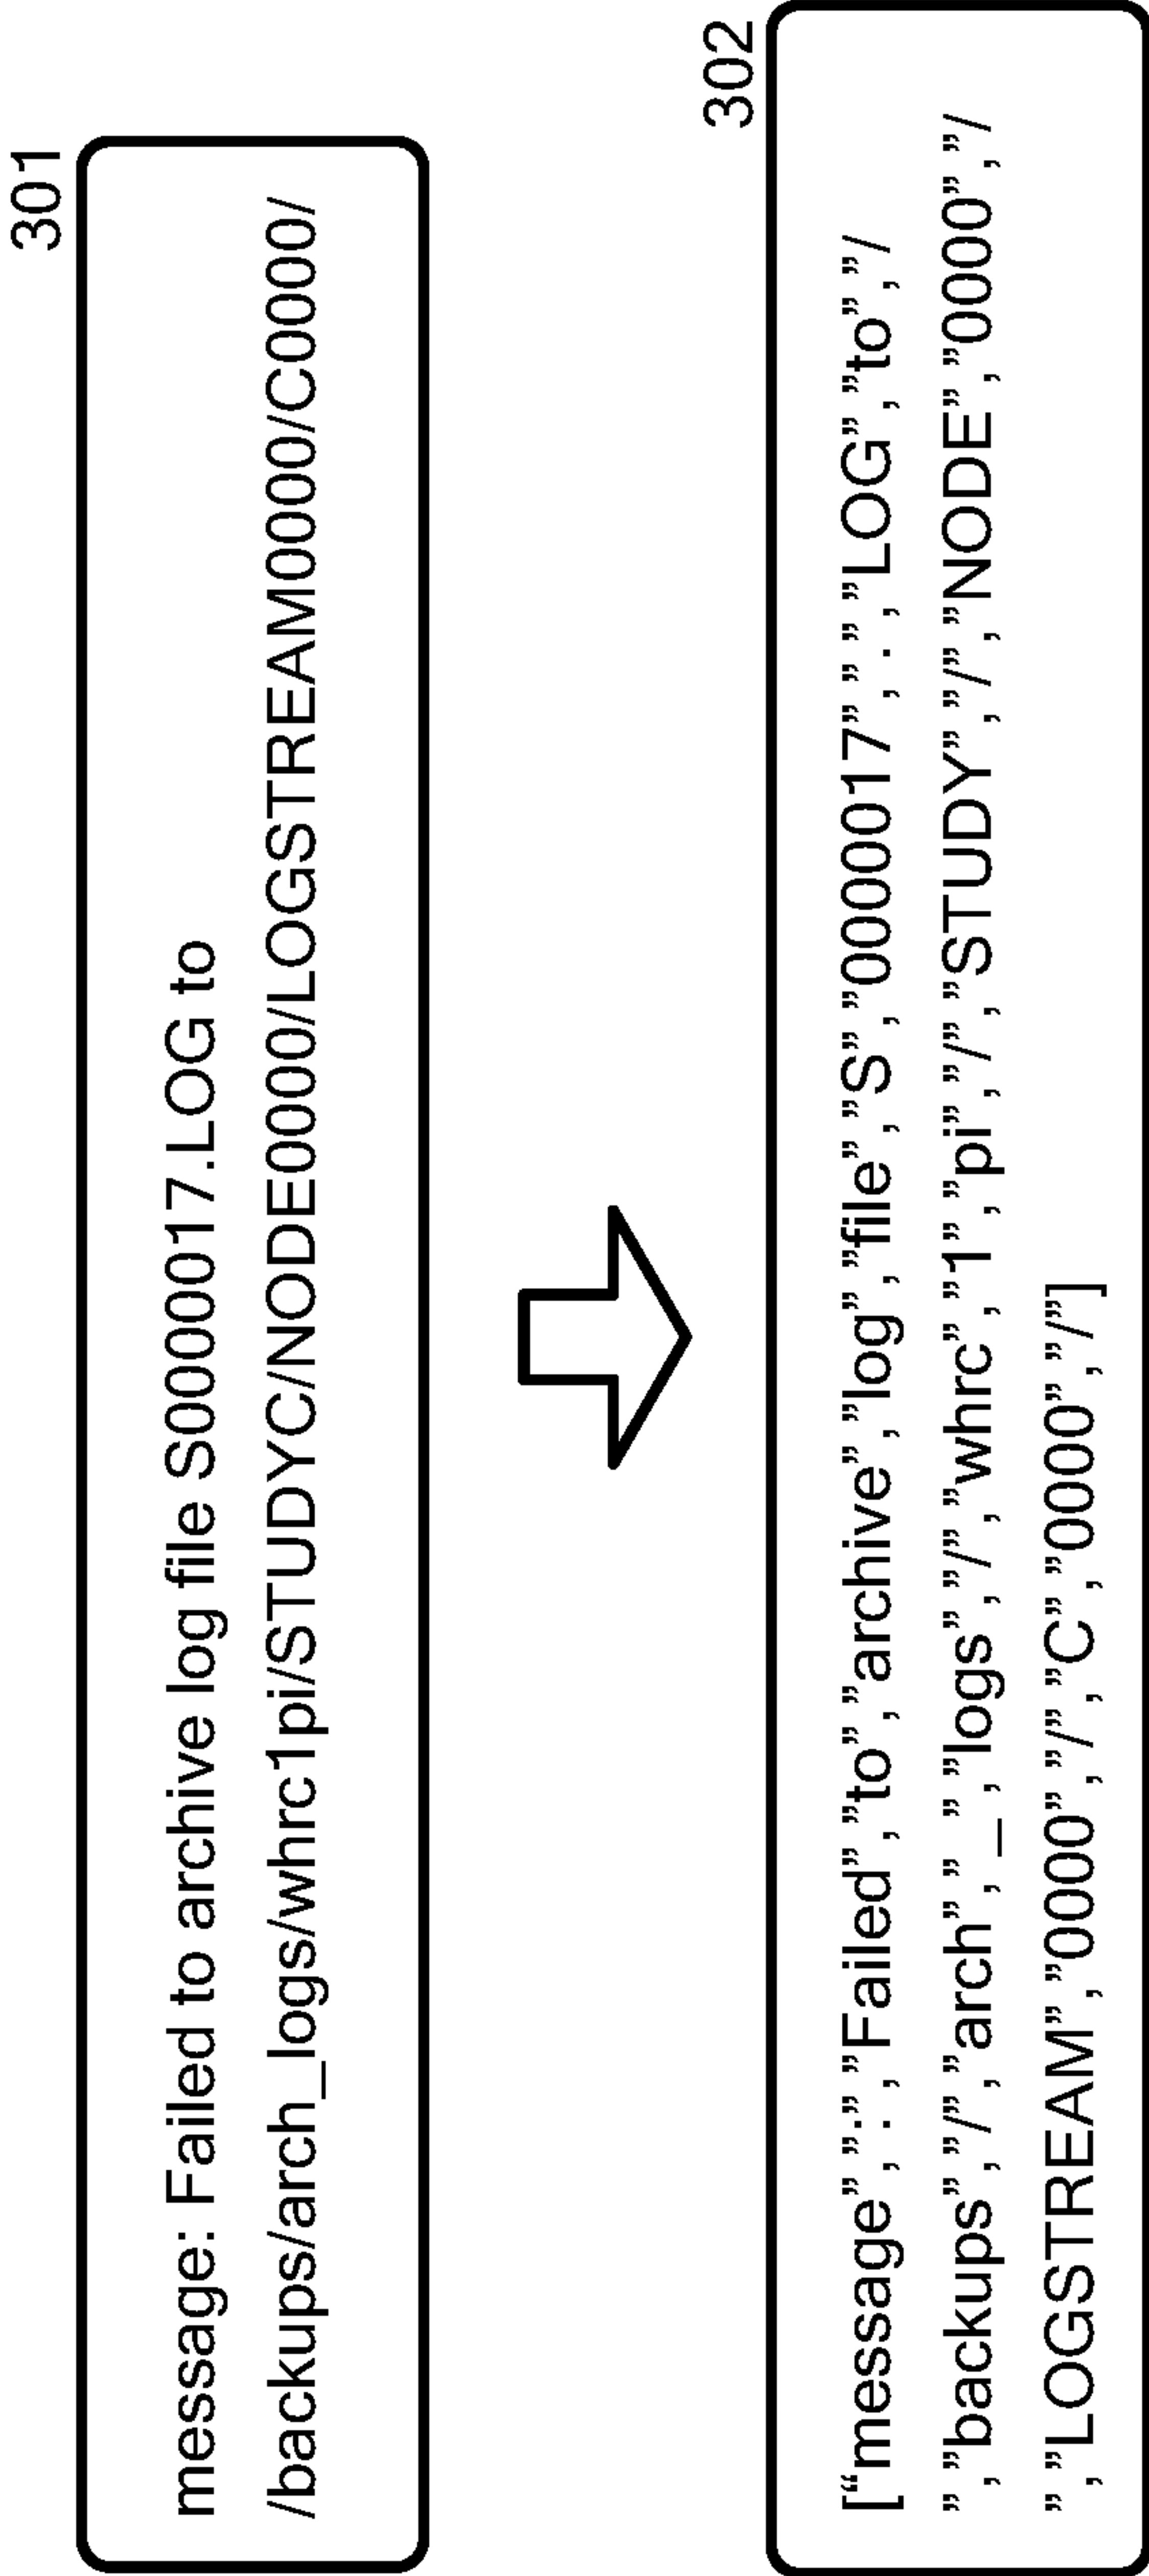 301
message: Failed to archive log file S0000017.LOG to
/backups/arch_logs/whrc1pi/STUDYC/NODE0000/LOGSTREAM0000/C0000/
302
[“message”,”:”,”Failed”,”to”,”archive”,”log”,”file”,”S”,”0000017”,”.”,”LOG”,”to”,”/
”,”backups”,”/”,”arch”,”_”,”logs”,”/”,”whrc”,”1”,”pi”,”/”,”STUDY”,”/”,”NODE”,”0000”,”/
”,”LOGSTREAM”,”0000”,”/”,”C”,”0000”,”/”]